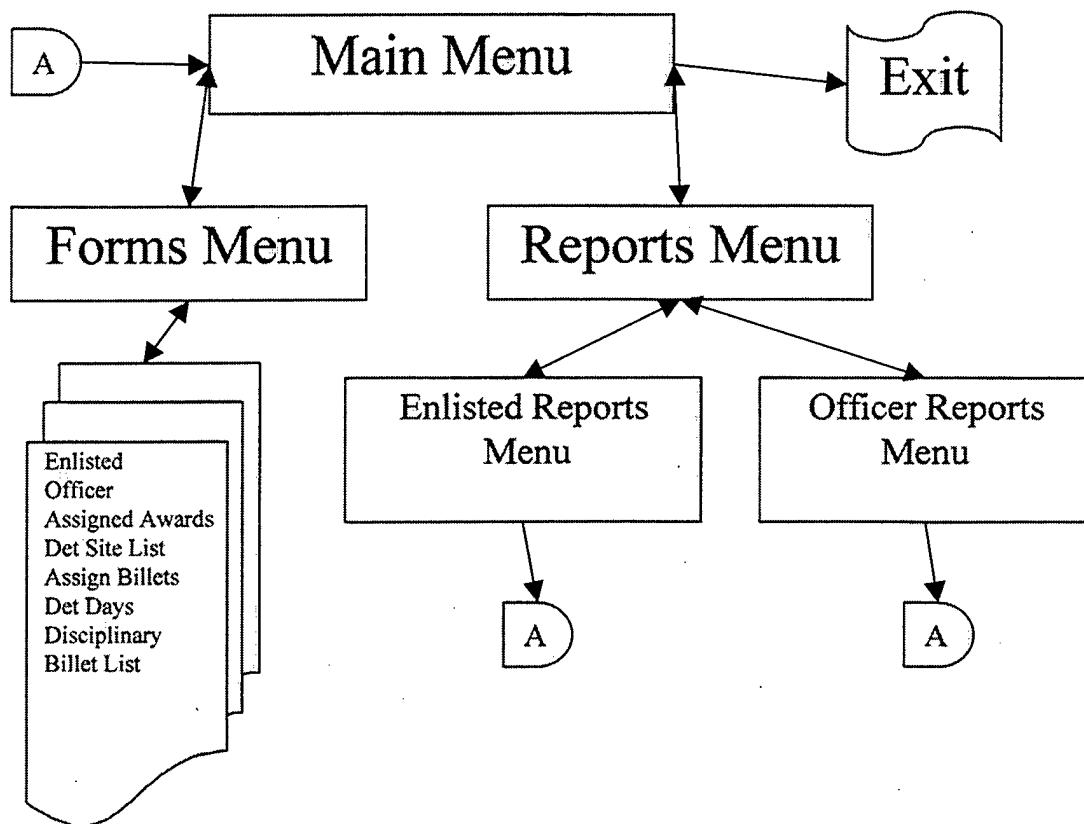 A
Main Menu
Exit
Forms Menu
Reports Menu
Enlisted Reports
Menu
Officer Reports
Menu
Enlisted
Officer
Assigned Awards
Det Site List
Assign Billets
Det Days
Disciplinary
Billet List
A
A